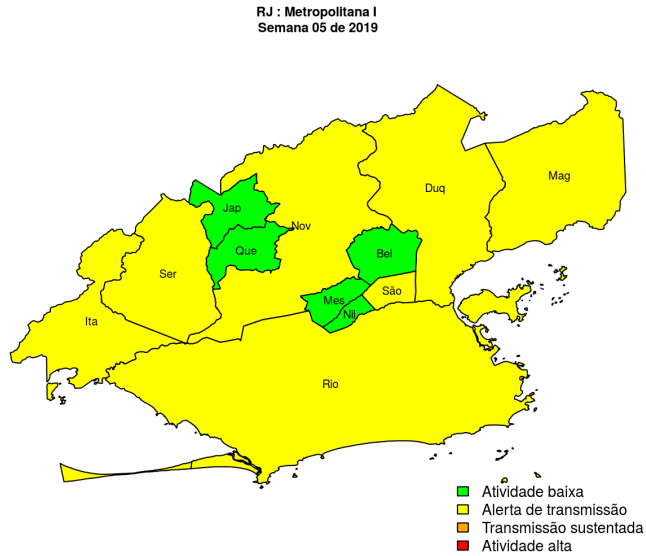 RJ : Metropolitana I
Semana 05 de 2019
Mag
Duq
Jap
Nov
Que
Bel
Ser
São
Mes
Nil
Ita
Rio
Atividade baixa
Alerta de transmissão
Transmissão sustentada
Atividade alta